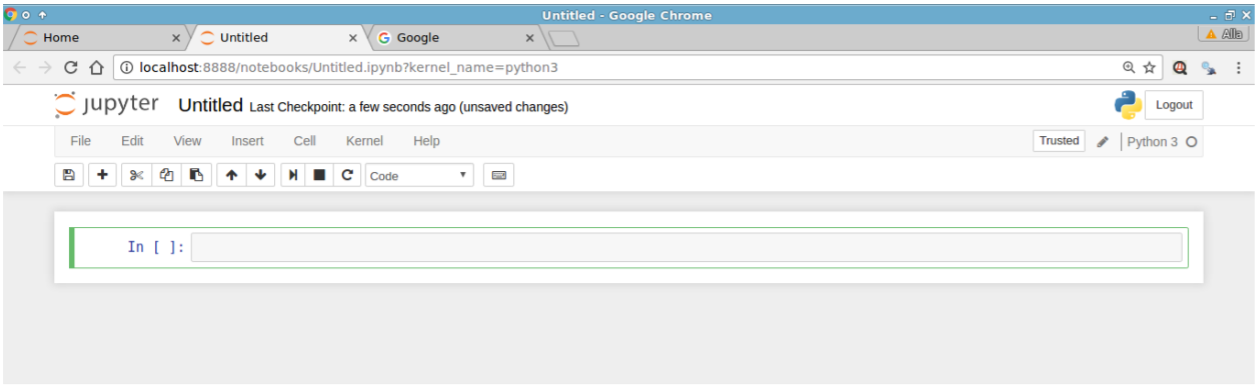 Untitled - Google Chrome
Home Untitled Google Alla
localhost:8888/notebooks/Untitled.ipynb?kernel_name=python3
jupyter Untitled Last Checkpoint: a few seconds ago (unsaved changes) Logout
File Edit View Insert Cell Kernel Help Trusted Python 3
Code
In [ ]: